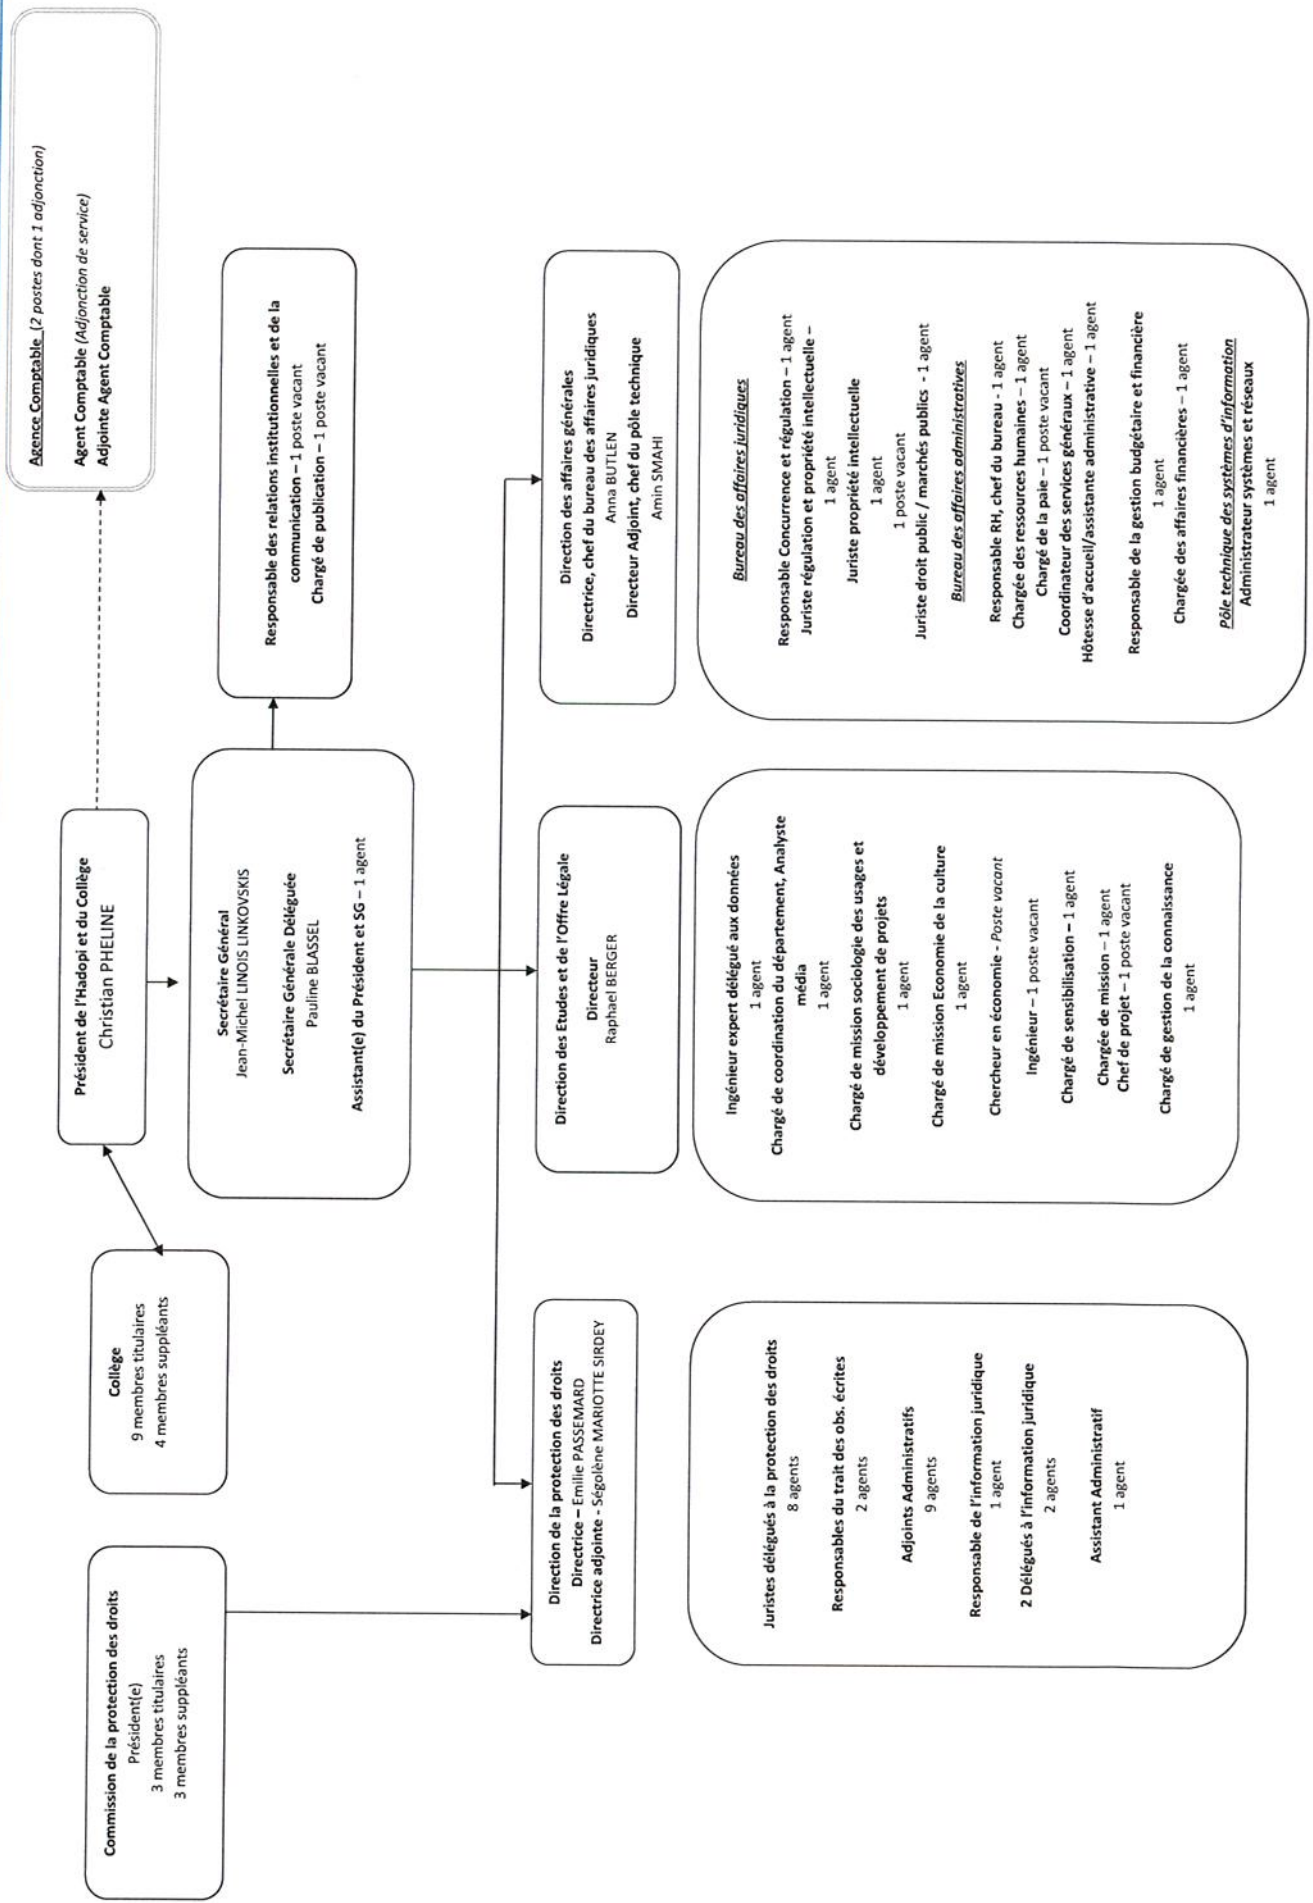 Commission de la protection des droits
Président(e)
3 membres titulaires
3 membres suppléants
Collège
9 membres titulaires
4 membres suppléants
Président de l'Hadopi et du Collège
Christian PHELINE
Agence Comptable (2 postes dont 1 adjonction)
Agent Comptable (Adjonction de service)
Adjointe Agent Comptable
Secrétaire Général
Jean-Michel LINOIS LINKOVSKIS
Secrétaire Générale Déléguée
Pauline BLASSEL
Assistant(e) du Président et SG – 1 agent
Responsable des relations institutionnelles et de la
communication – 1 poste vacant
Chargé de publication – 1 poste vacant
Direction de la protection des droits
Directrice – Emilie PASSEMARD
Directrice adjointe - Ségolène MARIOTTE SIRDEY
Direction des Etudes et de l'Offre Légale
Directeur
Raphael BERGER
Direction des affaires générales
Directrice, chef du bureau des affaires juridiques
Anna BUTLEN
Directeur Adjoint, chef du pôle technique
Amin SMAHI
Juristes délégués à la protection des droits
8 agents
Responsables du trait des obs. écrites
2 agents
Adjoints Administratifs
9 agents
Responsable de l'information juridique
1 agent
2 Délégués à l'information juridique
2 agents
Assistant Administratif
1 agent
Ingénieur expert délégué aux données
1 agent
Chargé de coordination du département, Analyste
média
1 agent
Chargé de mission sociologie des usages et
développement de projets
1 agent
Chargé de mission Economie de la culture
1 agent
Chercheur en économie - Poste vacant
Ingénieur – 1 poste vacant
Chargé de sensibilisation – 1 agent
Chargée de mission – 1 agent
Chef de projet – 1 poste vacant
Chargé de gestion de la connaissance
1 agent
Bureau des affaires juridiques
Responsable Concurrence et régulation – 1 agent
Juriste régulation et propriété intellectuelle –
1 agent
Juriste propriété intellectuelle
1 agent
1 poste vacant
Juriste droit public / marchés publics - 1 agent
Bureau des affaires administratives
Responsable RH, chef du bureau - 1 agent
Chargée des ressources humaines – 1 agent
Chargé de la paie – 1 poste vacant
Coordinateur des services généraux – 1 agent
Hôtesse d'accueil/assistante administrative – 1 agent
Responsable de la gestion budgétaire et financière
1 agent
Chargée des affaires financières – 1 agent
Pôle technique des systèmes d'information
Administrateur systèmes et réseaux
1 agent